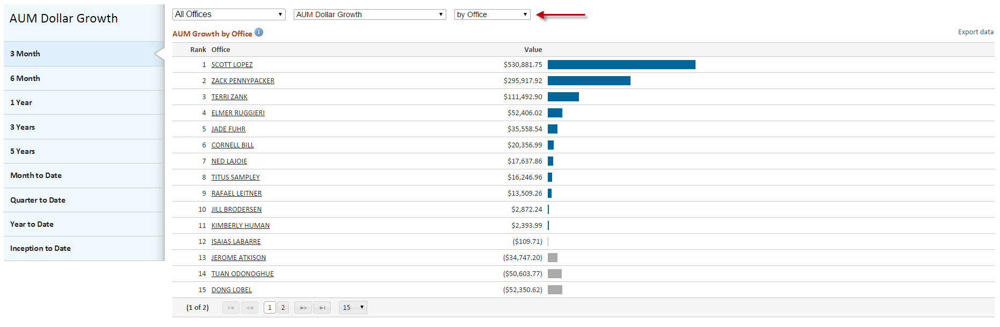 AUM Dollar Growth
3 Month
6 Month
1 Year
3 Years
5 Years
Month to Date
Quarter to Date
Year to Date
Inception to Date
All Offices AUM Dollar Growth by Office
AUM Growth by Office
Export data
Rank Office Value
1 SCOTT LOPEZ $530,881.75
2 ZACK PENNYPACKER $295,917.92
3 TERRI ZANK $111,492.90
4 ELMER RUGGIERI $52,406.02
5 JADE FUHR $35,558.54
6 CORNELL BILL $20,356.99
7 NED LAJOIE $17,637.86
8 TITUS SAMPLEY $16,246.96
9 RAFAEL LEITNER $13,509.26
10 JILL BRODERSEN $2,872.24
11 KIMBERLY HUMAN $2,393.99
12 ISAIAS LABARRE ($109.71)
13 JEROME ATKISON ($34,747.20)
14 TUAN ODONOGHUE ($50,603.77)
15 DONG LOBEL ($52,350.62)
(1 of 2) 1 2 15